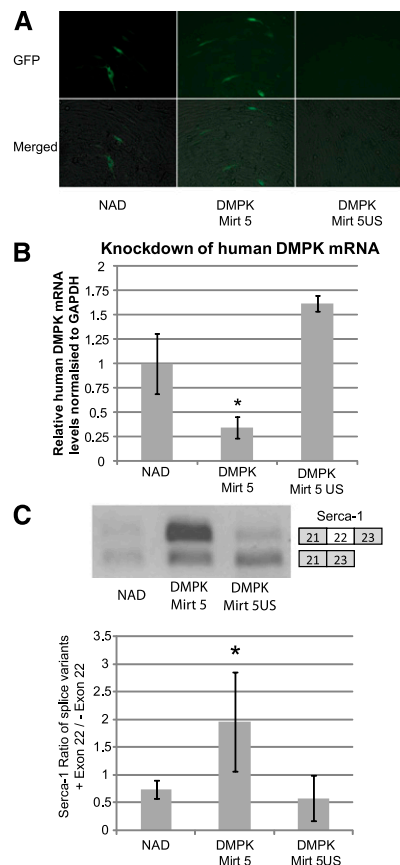 A
GFP
Merged
NAD
DMPK
Mirt 5
DMPK
Mirt 5US
B
Knockdown of human DMPK mRNA
Relative human DMPK mRNA
levels normalsied to GAPDH
2
1.75
1.5
1.25
1
0.75
0.5
0.25
0
*
NAD
DMPK
Mirt 5
DMPK
Mirt 5 US
C
Serca-1
21 22 23
21 23
NAD
DMPK
Mirt 5
DMPK
Mirt 5US
Serca-1 Ratio of splice variants
+ Exon 22 / - Exon 22
3.5
3
2.5
2
1.5
1
0.5
0
*
NAD
DMPK
Mirt 5
DMPK
Mirt 5US